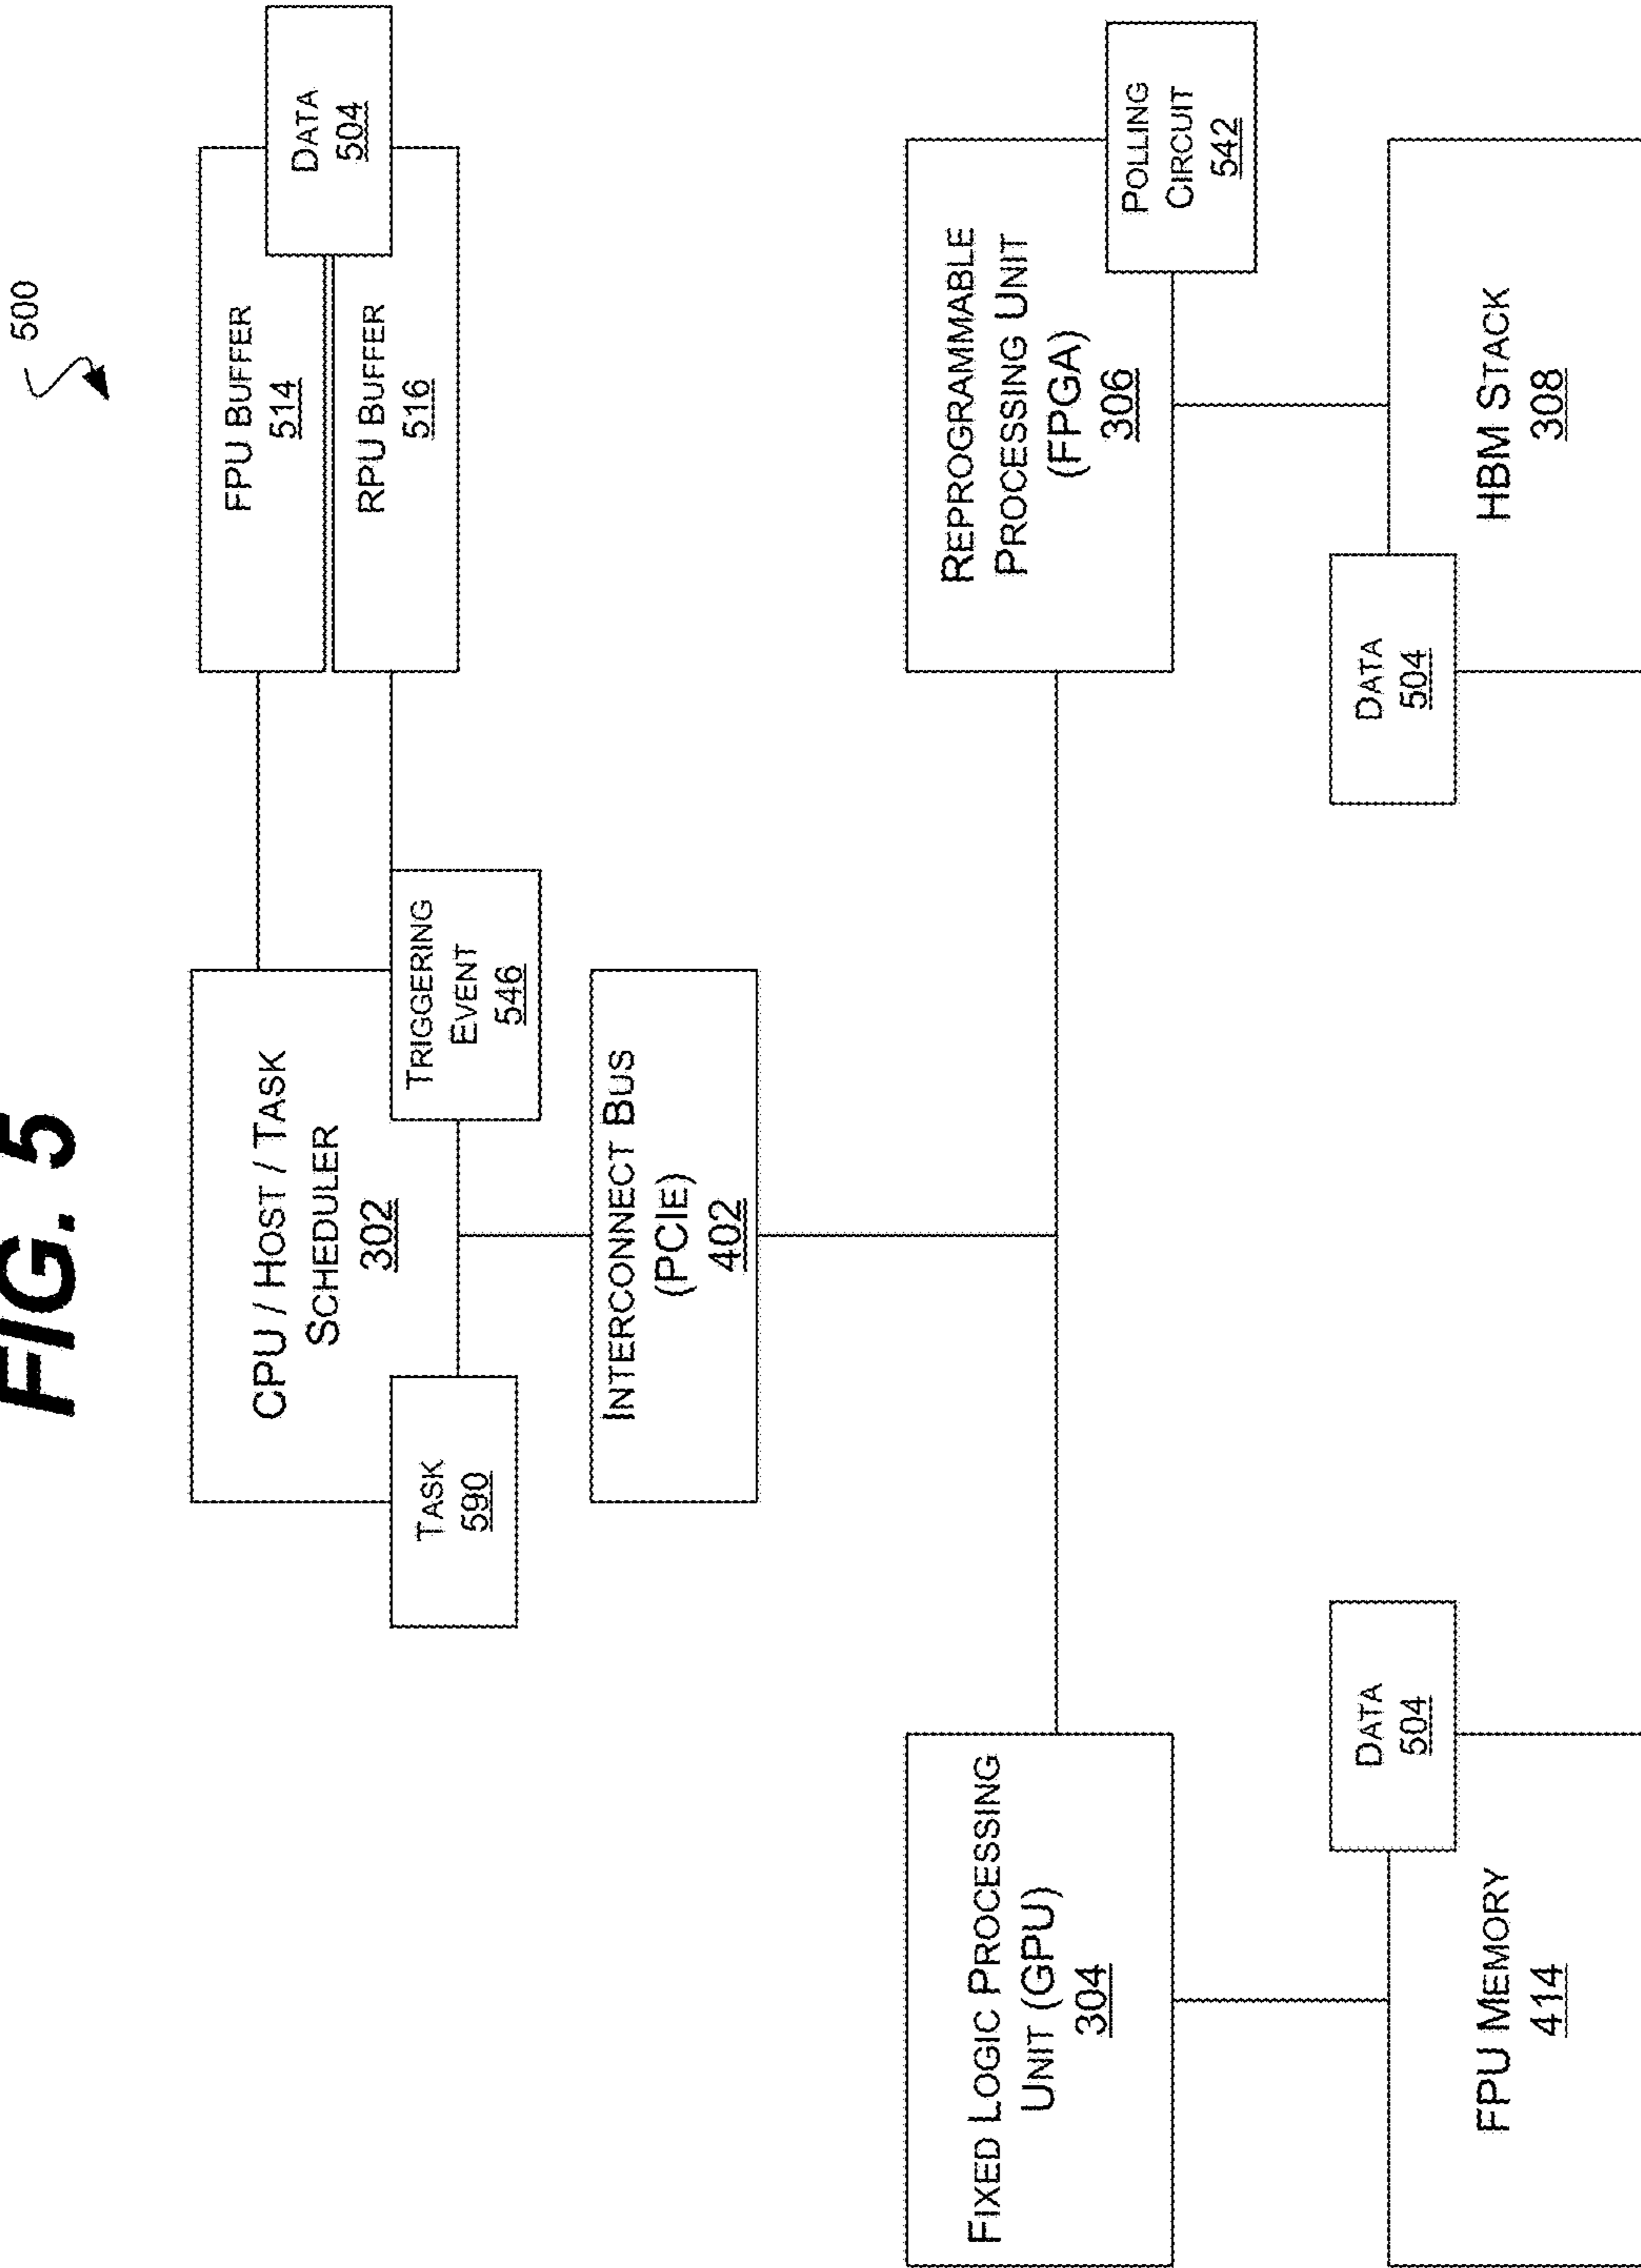 FIG. 5
500
CPU / HOST / TASK
SCHEDULER
302
TASK
590
TRIGGERING
EVENT
546
FPU BUFFER
514
RPU BUFFER
516
DATA
504
INTERCONNECT BUS
(PCIE)
402
FIXED LOGIC PROCESSING
UNIT (GPU)
304
REPROGRAMMABLE
PROCESSING UNIT
(FPGA)
306
POLLING
CIRCUIT
542
DATA
504
FPU MEMORY
414
DATA
504
HBM STACK
308